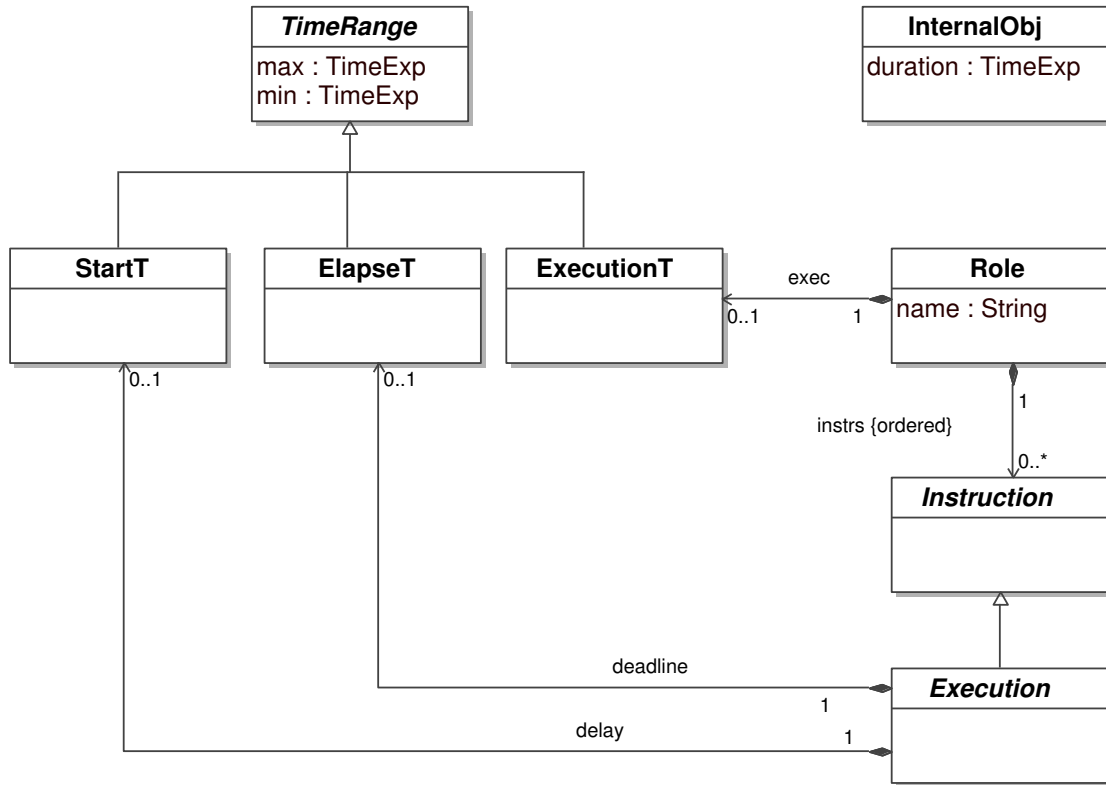 TimeRange
max : TimeExp
min : TimeExp
InternalObj
duration : TimeExp
StartT
ElapseT
ExecutionT
exec
0..1
1
Role
name : String
0..1
0..1
1
instrs {ordered}
0..*
Instruction
deadline
1
Execution
delay
1